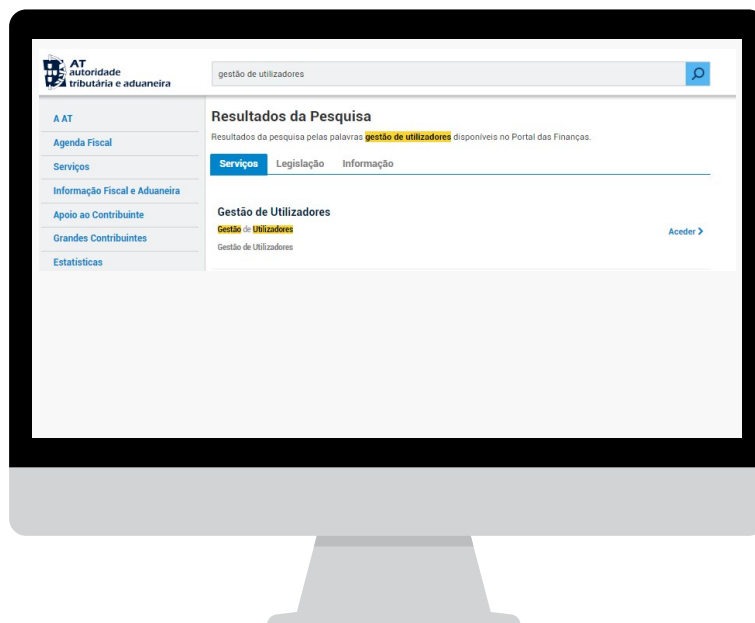 AT
autoridade
tributária e aduaneira
gestão de utilizadores
A AT
Agenda Fiscal
Serviços
Informação Fiscal e Aduaneira
Apoio ao Contribuinte
Grandes Contribuintes
Estatísticas
Resultados da Pesquisa
Resultados da pesquisa pelas palavras gestão de utilizadores disponíveis no Portal das Finanças.
Serviços Legislação Informação
Gestão de Utilizadores
Gestão de Utilizadores
Gestão de Utilizadores
Aceder